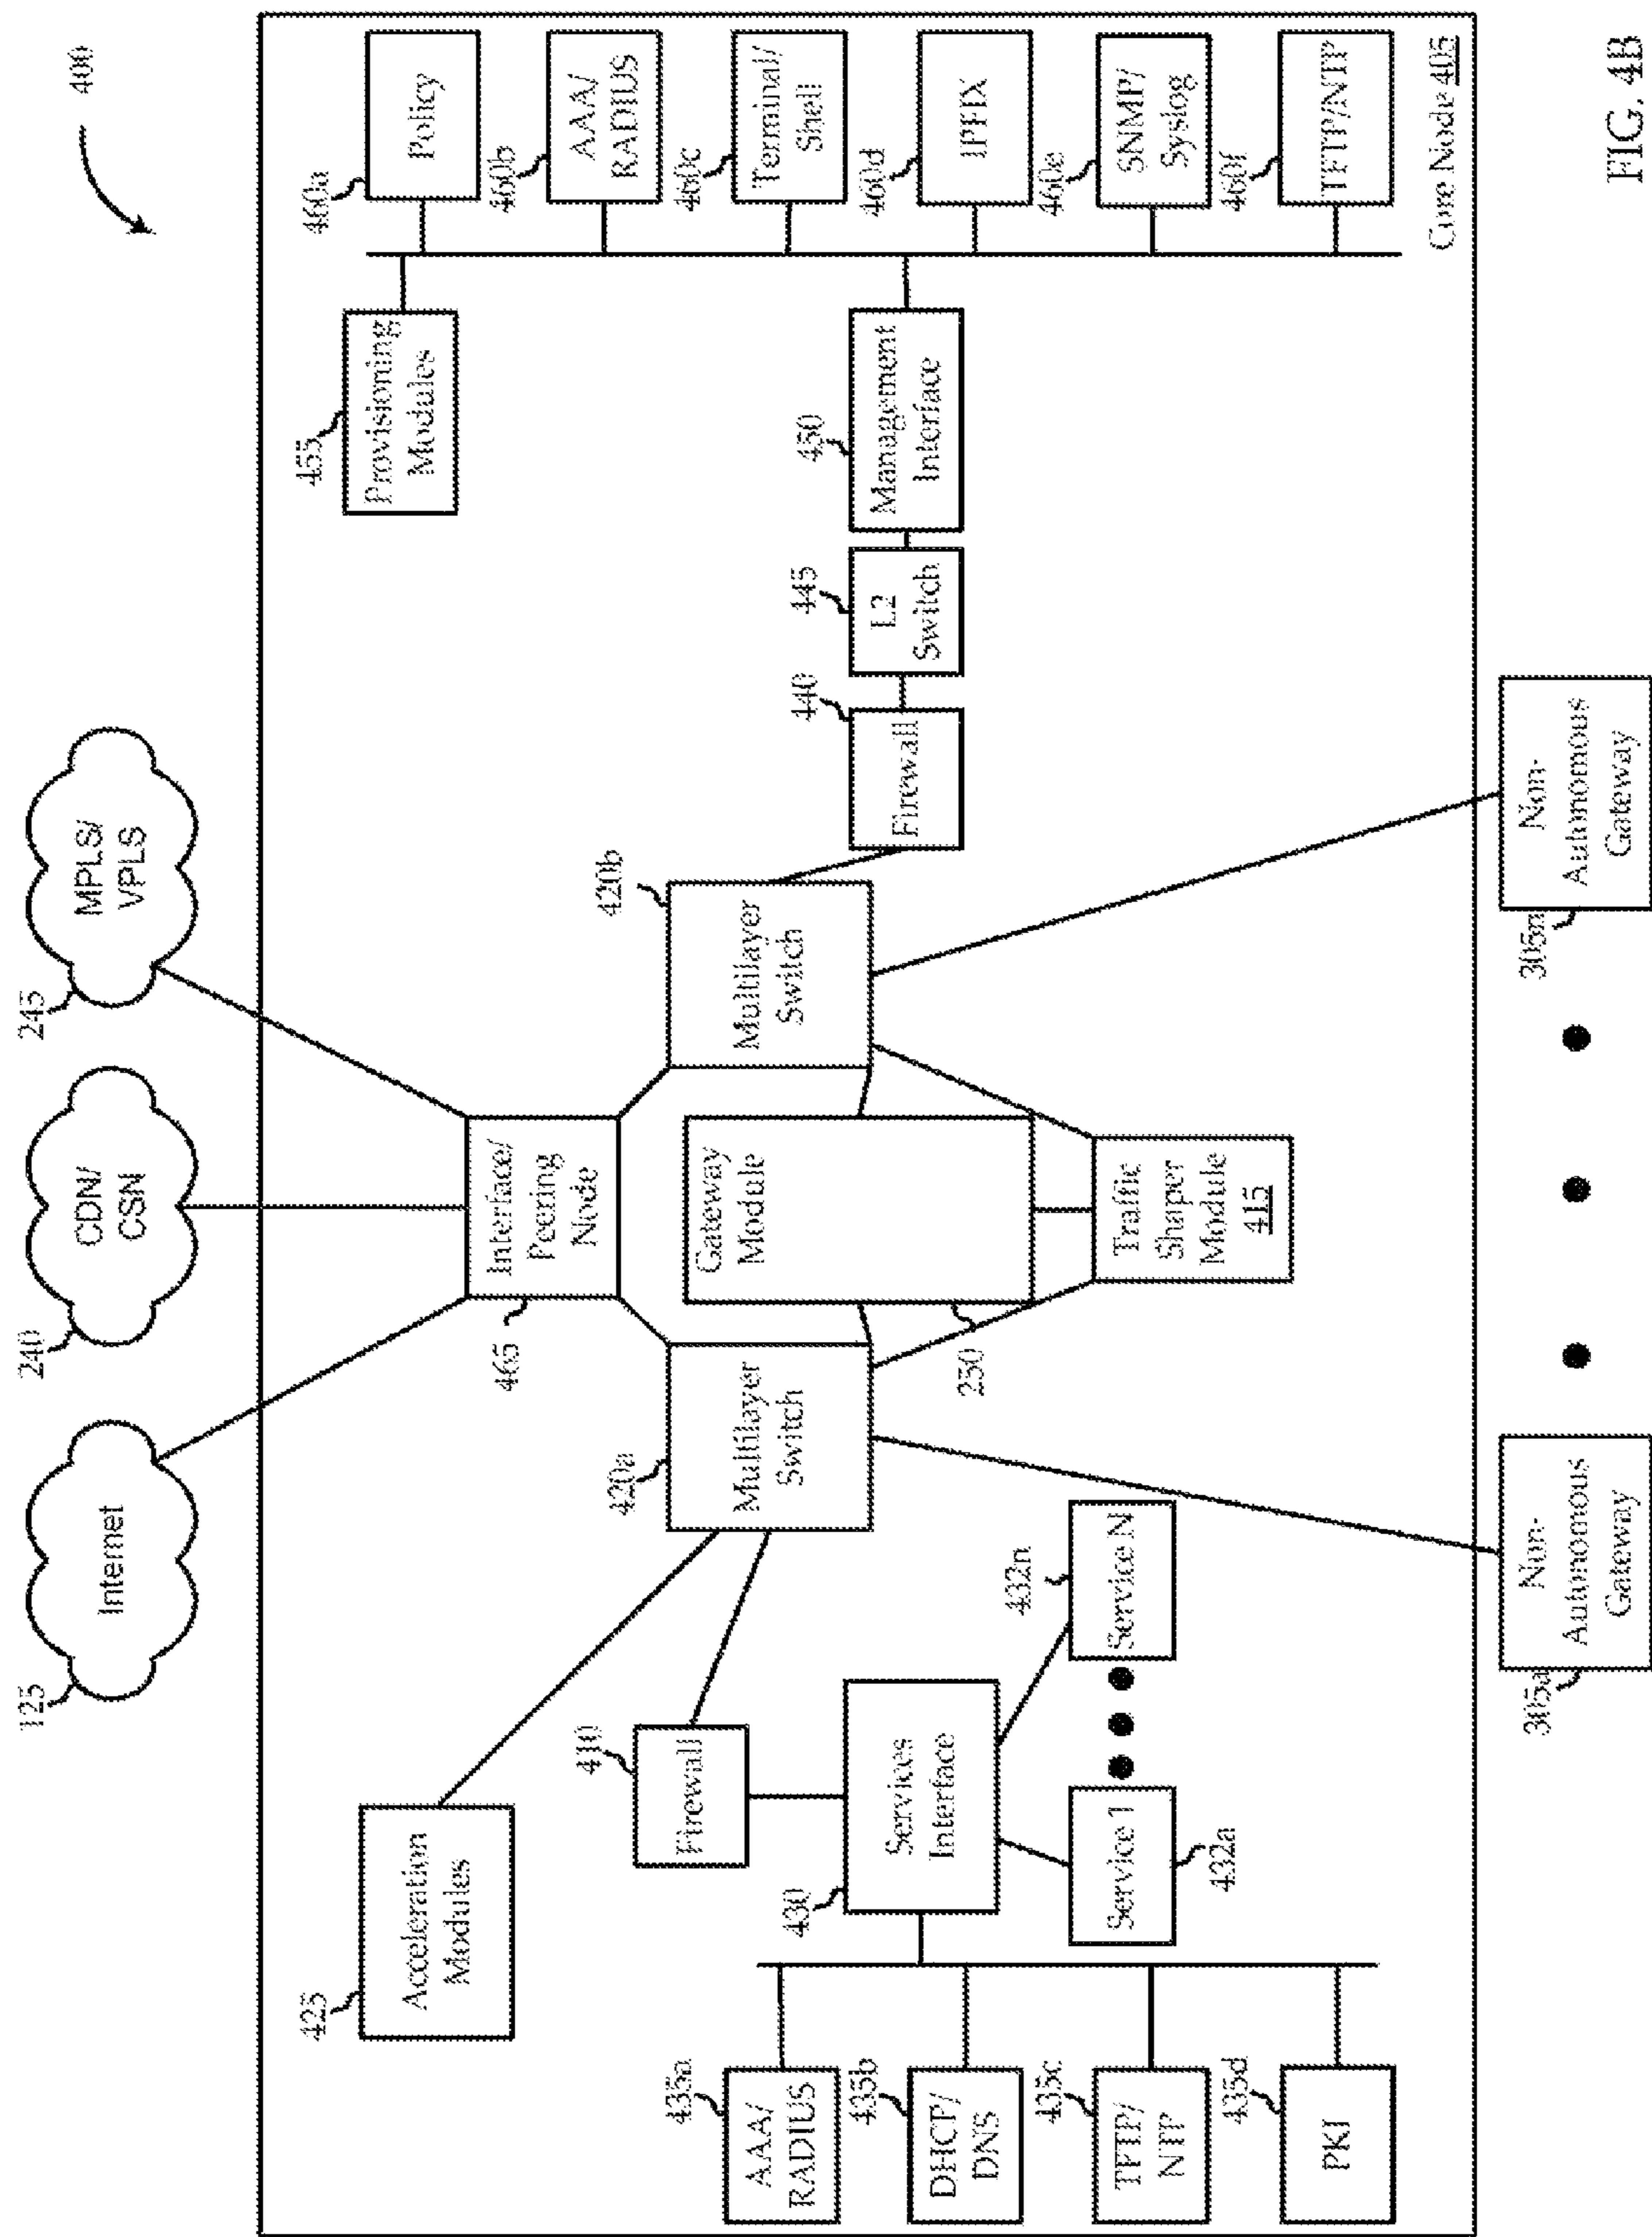 400
125
Internet
240
CDN/
CSN
245
MPLS/
VPLS
425
Acceleration
Modules
465
Interface/
Peering
Node
455
Provisioning
Modules
460a
Policy
460b
AAA/
RADIUS
460c
Terminal/
Shell
460d
IPFIX
460e
SNMP/
Syslog
460f
TFTP/NTP
410
Firewall
420a
Multilayer
Switch
Gateway
Module
250
420b
Multilayer
Switch
440
Firewall
445
L2
Switch
450
Management
Interface
435a
AAA/
RADIUS
435b
DHCP/
DNS
435c
TFTP/
NTP
435d
PKI
430
Services
Interface
Service 1
432a
Service N
432n
Traffic
Shaper
Module
415
Core Node 405
305a
Non-
Autonomous
Gateway
305n
Non-
Autonomous
Gateway
FIG. 4B